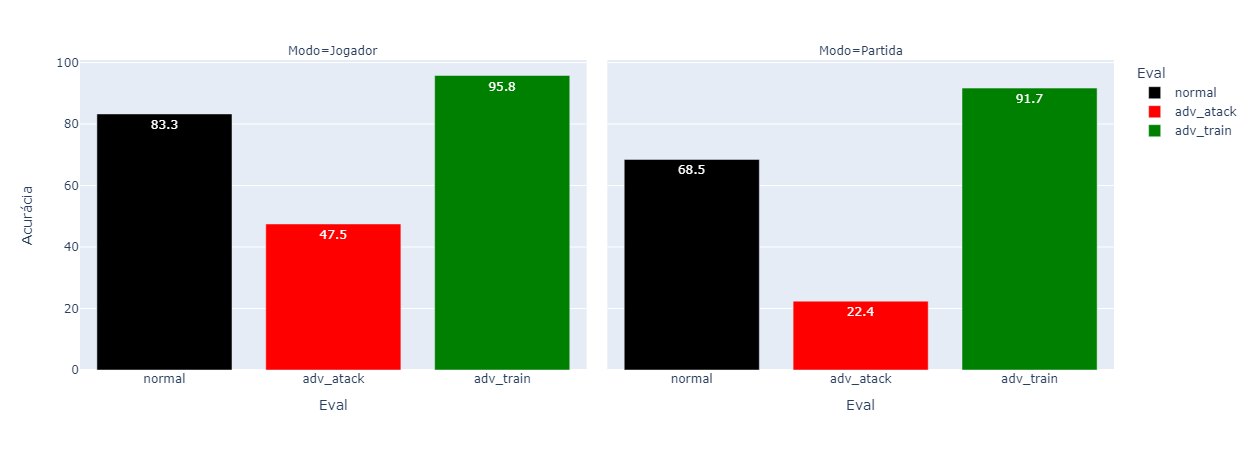 Modo=Jogador
Modo=Partida
Acurácia
100
80
60
40
20
0
83.3
47.5
95.8
68.5
22.4
91.7
normal
adv_atack
adv_train
normal
adv_atack
adv_train
Eval
Eval
Eval
normal
adv_atack
adv_train